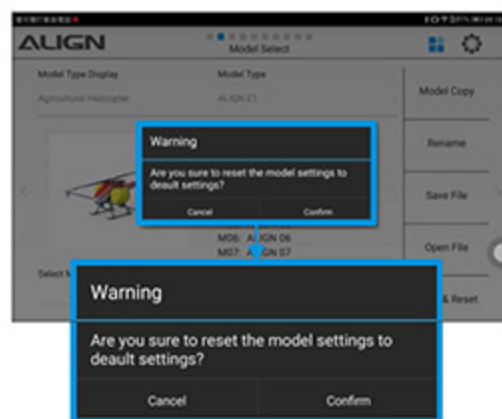 ALIGN
Model Select
Model Type Display
Model Type
Agricultural Helicopter
ALIGN E1
Model Copy
Rename
Save File
Open File
& Reset
Warning
Are you sure to reset the model settings to
deault settings?
Cancel
Confirm
M06: ALIGN 06
M07: ALIGN 07
Select M
Warning
Are you sure to reset the model settings to
deault settings?
Cancel
Confirm